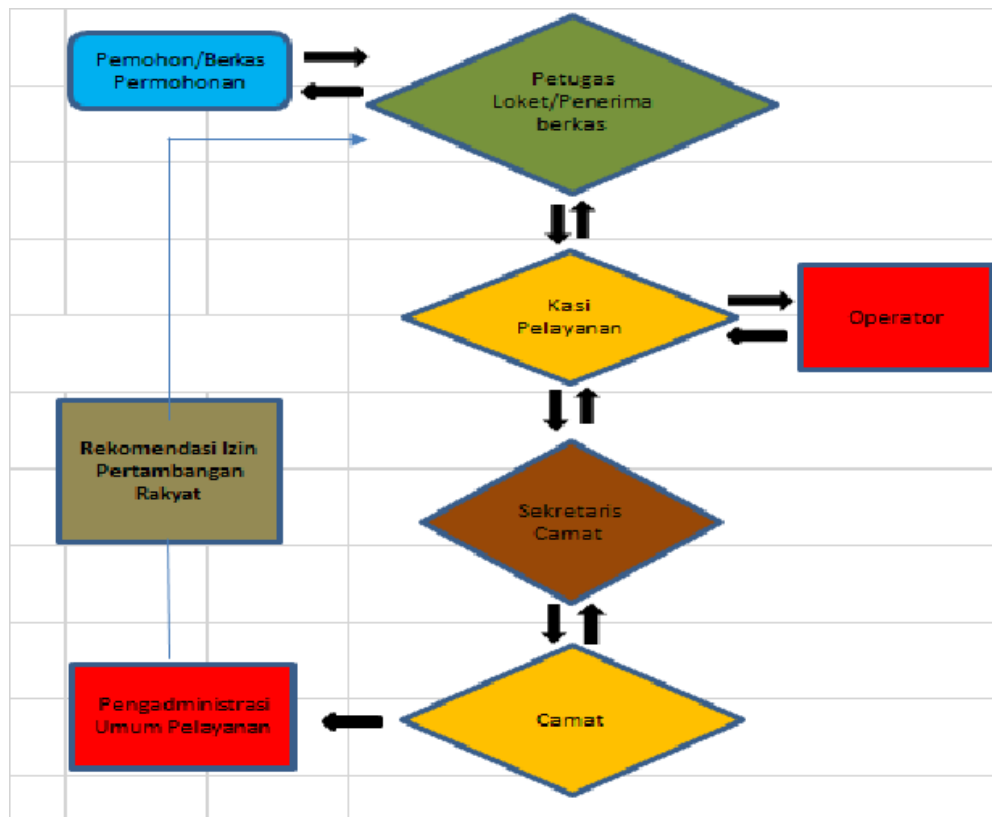 Pemohon/Berkas
Permohonan
Petugas
Loket/Penerima
berkas
Kasi
Pelayanan
Operator
Rekomendasi Izin
Pertambangan
Rakyat
Sekretaris
Camat
Pengadministrasi
Umum Pelayanan
Camat